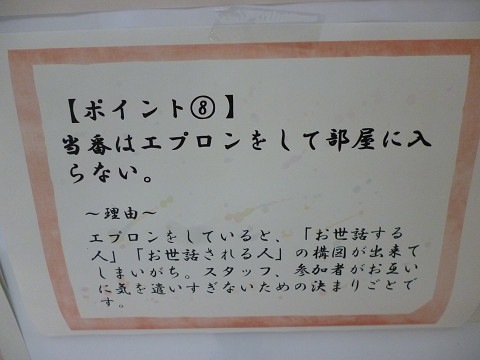 【ポイント⑧】
当番はエプロンをして部屋に入
らない。
～理由～
エプロンをしていると、「お世話する
人」「お世話される人」の構図が出来て
しまいがち。スタッフ、参加者がお互い
に気を遣いすぎないための決まりごとで
す。